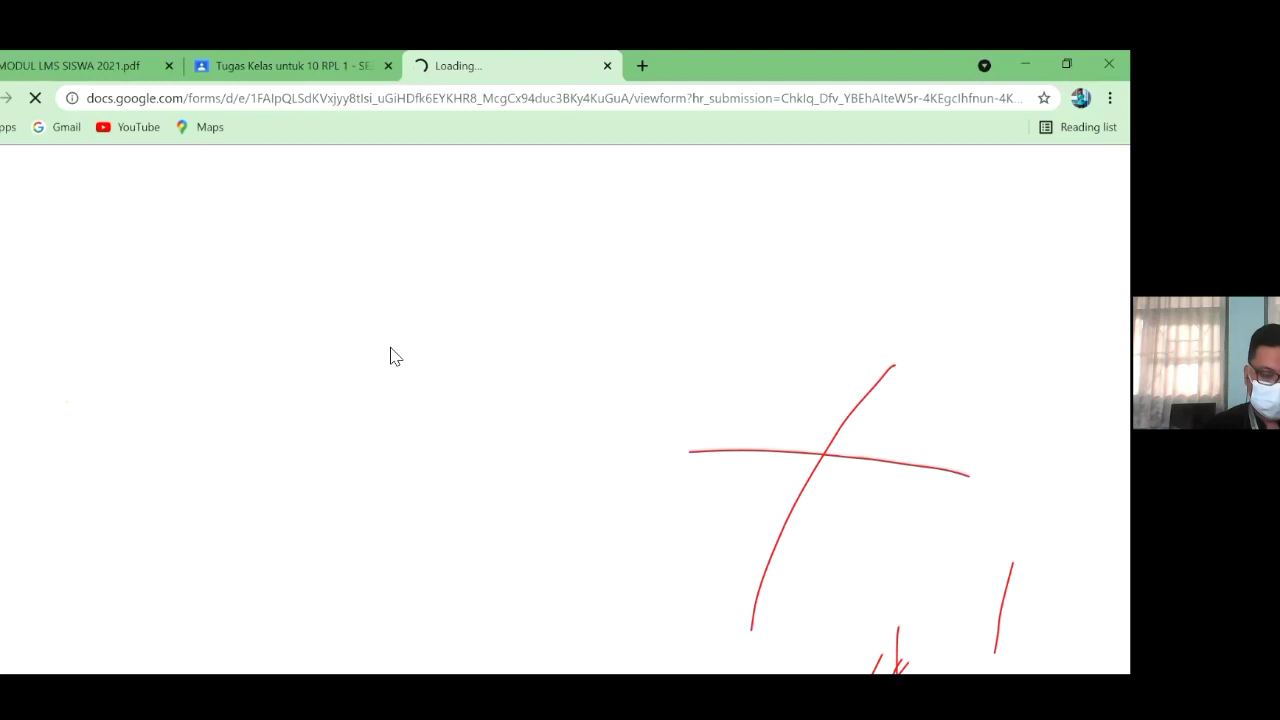 MODUL LMS SISWA 2021.pdf
Tugas Kelas untuk 10 RPL 1 - SE
Loading...
docs.google.com/forms/d/e/1FAIpQLSdKVxjyy8tIsi_uGiHDfk6EYKHR8_McgCx94duc3BKy4KuGuA/viewform?hr_submission=ChkIq_Dfv_YBEhAIteW5r-4KEgcIhfnun-4K...
pps
Gmail
YouTube
Maps
Reading list